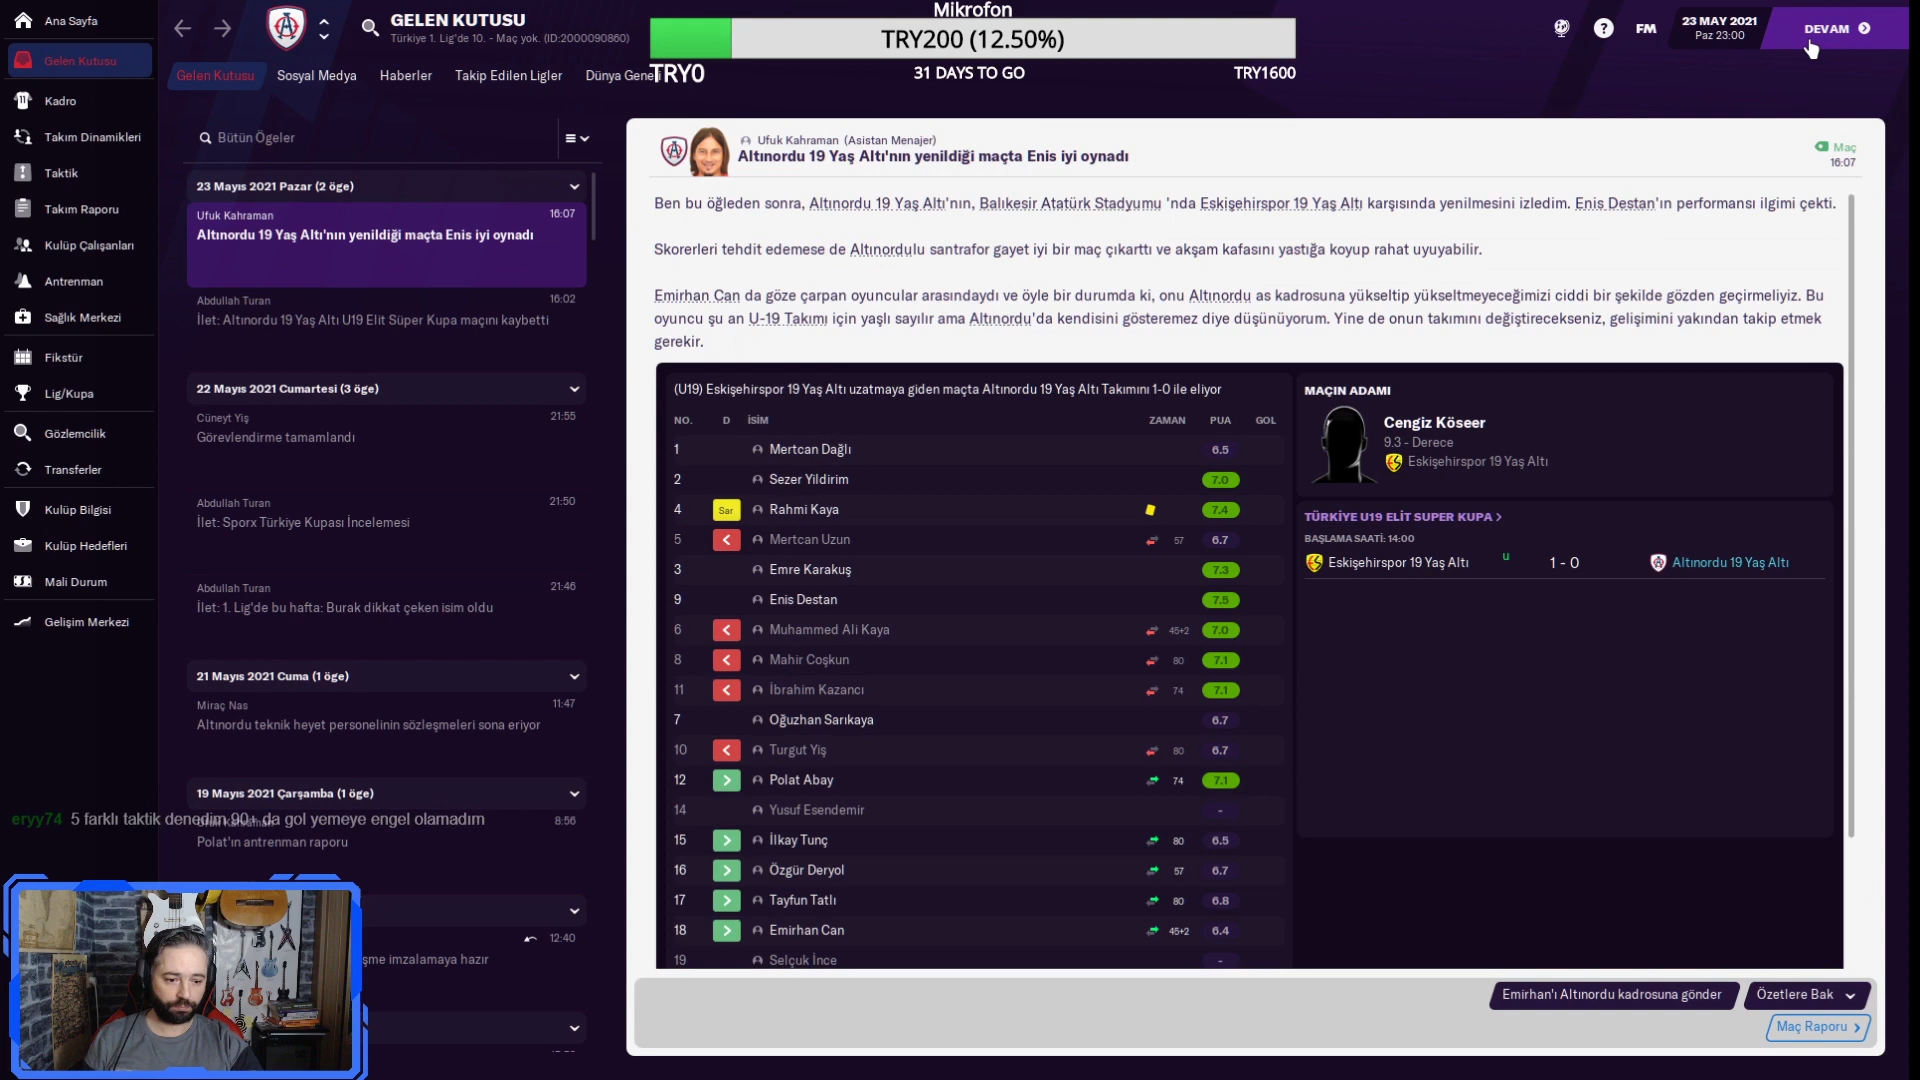 Ana Sayfa
Gelen Kutusu
Kadro
Takım Dinamikleri
Taktik
Takım Raporu
Kulüp Çalışanları
Antrenman
Sağlık Merkezi
Fikstür
Lig/Kupa
Gözlemcilik
Transferler
Kulüp Bilgisi
Kulüp Hedefleri
Mali Durum
Gelişim Merkezi
GELEN KUTUSU
Türkiye 1. Lig'de 10. - Maç yok. (ID:2000090860)
Mikrofon
TRY200 (12.50%)
TRY0
31 DAYS TO GO
TRY1600
FM
23 MAY 2021
Paz 23:00
DEVAM
Gelen Kutusu
Sosyal Medya
Haberler
Takip Edilen Ligler
Dünya Gene
Bütün Ögeler
23 Mayıs 2021 Pazar (2 öge)
Ufuk Kahraman 16:07
Altınordu 19 Yaş Altı'nın yenildiği maçta Enis iyi oynadı
Abdullah Turan 16:02
İlet: Altınordu 19 Yaş Altı U19 Elit Süper Kupa maçını kaybetti
22 Mayıs 2021 Cumartesi (3 öge)
Cüneyt Yiş 21:55
Görevlendirme tamamlandı
Abdullah Turan 21:50
İlet: Sporx Türkiye Kupası İncelemesi
Abdullah Turan 21:46
İlet: 1. Lig'de bu hafta: Burak dikkat çeken isim oldu
21 Mayıs 2021 Cuma (1 öge)
Miraç Nas 11:47
Altınordu teknik heyet personelinin sözleşmeleri sona eriyor
19 Mayıs 2021 Çarşamba (1 öge)
eryy74 5 farklı taktik denedim 90+ da gol yemeye engel olamadım
8:56
Polat'ın antrenman raporu
12:40
şme imzalamaya hazır
Ufuk Kahraman (Asistan Menajer)
Altınordu 19 Yaş Altı'nın yenildiği maçta Enis iyi oynadı
Maç
16:07
Ben bu öğleden sonra, Altınordu 19 Yaş Altı'nın, Balıkesir Atatürk Stadyumu 'nda Eskişehirspor 19 Yaş Altı karşısında yenilmesini izledim. Enis Destan'ın performansı ilgimi çekti.
Skorerleri tehdit edemese de Altınordulu santrafor gayet iyi bir maç çıkarttı ve akşam kafasını yastığa koyup rahat uyuyabilir.
Emirhan Can da göze çarpan oyuncular arasındaydı ve öyle bir durumda ki, onu Altınordu as kadrosuna yükseltip yükseltmeyeceğimizi ciddi bir şekilde gözden geçirmeliyiz. Bu
oyuncu şu an U-19 Takımı için yaşlı sayılır ama Altınordu'da kendisini gösteremez diye düşünüyorum. Yine de onun takımını değiştirecekseniz, gelişimini yakından takip etmek
gerekir.
(U19) Eskişehirspor 19 Yaş Altı uzatmaya giden maçta Altınordu 19 Yaş Altı Takımını 1-0 ile eliyor
NO. D İSİM ZAMAN PUA GOL
1 Mertcan Dağlı 6.5
2 Sezer Yildirim 7.0
4 Sar Rahmi Kaya 7.4
5 Mertcan Uzun 57 6.7
3 Emre Karakuş 7.3
9 Enis Destan 7.5
6 Muhammed Ali Kaya 45+2 7.0
8 Mahir Coşkun 80 7.1
11 İbrahim Kazancı 74 7.1
7 Oğuzhan Sarıkaya 6.7
10 Turgut Yiş 80 6.7
12 Polat Abay 74 7.1
14 Yusuf Esendemir -
15 İlkay Tunç 80 6.5
16 Özgür Deryol 57 6.7
17 Tayfun Tatlı 80 6.8
18 Emirhan Can 45+2 6.4
19 Selçuk İnce -
MAÇIN ADAMI
Cengiz Köseer
9.3 - Derece
Eskişehirspor 19 Yaş Altı
TÜRKİYE U19 ELİT SUPER KUPA >
BAŞLAMA SAATİ: 14:00
Eskişehirspor 19 Yaş Altı u 1 - 0 Altınordu 19 Yaş Altı
Emirhan'ı Altınordu kadrosuna gönder
Özetlere Bak
Maç Raporu >